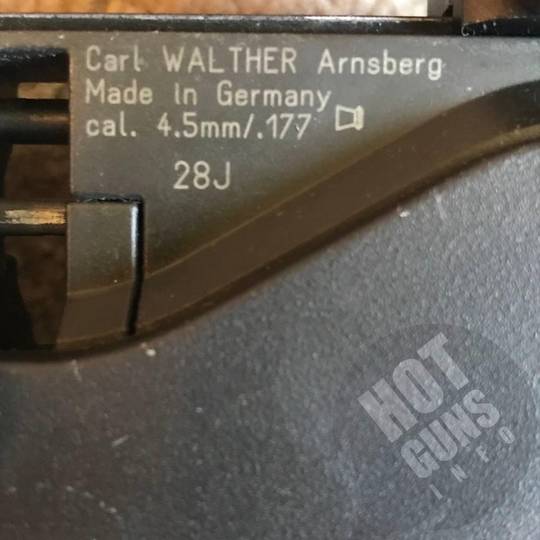 Carl WALTHER Arnsberg
Made in Germany
cal. 4.5mm/.177
28J
HOT
GUNS
INFO